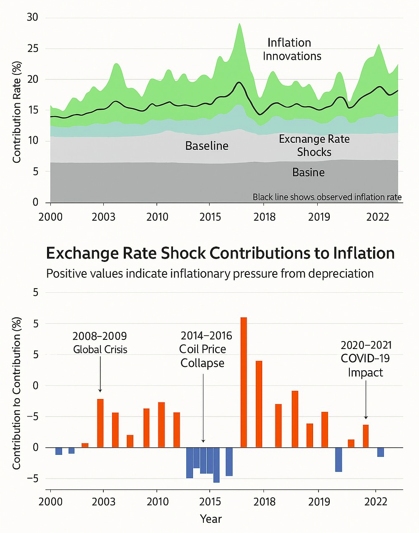 30
25
20
15
10
5
0
Contribution Rate (%)
Inflation
Innovations
Baseline
Excnange Rate
Shocks
Basine
Black line shows observed inflation rate
2000 2003 2010 2015 2018 2019 2022
Exchange Rate Shock Contributions to Inflation
Positive values indicate inflationary pressure from depreciation
5
5
5
0
−5
0
−5
Contribution to Contribution (%)
2008–2009
Global Crisis
2014–2016
Coil Price
Collapse
2020–2021
COVID–19
Impact
2000 2003 2010 2015 2018 2019 2022
Year